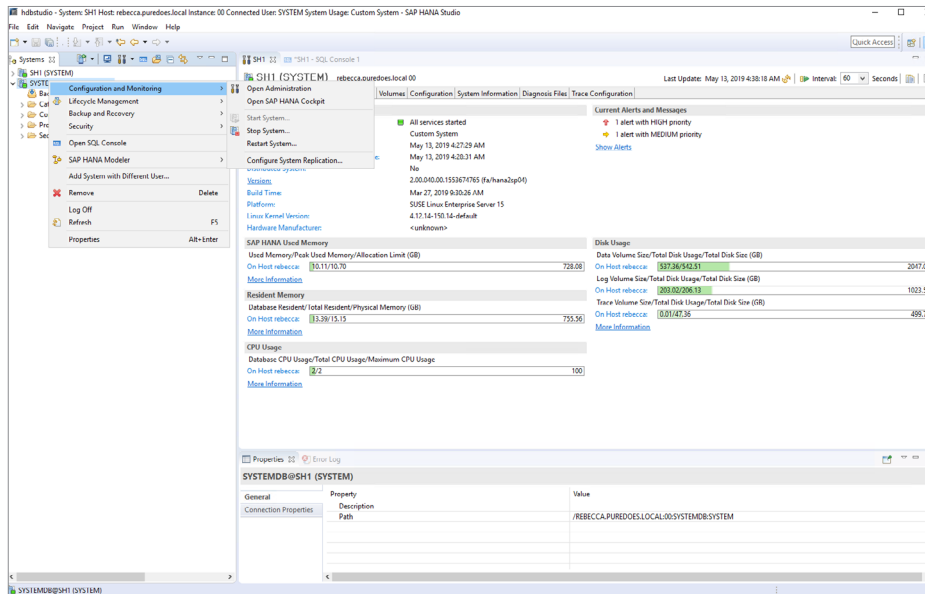 hdbstudio - System: SH1 Host: rebecca.puredoes.local Instance: 00 Connected User: SYSTEM System Usage: Custom System - SAP HANA Studio
File Edit Navigate Project Run Window Help
Quick Access
Systems
SH1 (SYSTEM)
SYSTE
Configuration and Monitoring
Lifecycle Management
Backup and Recovery
Security
Open SQL Console
SAP HANA Modeler
Add System with Different User...
Remove Delete
Log Off
Refresh F5
Properties Alt+Enter
Open Administration
Open SAP HANA Cockpit
Start System...
Stop System...
Restart System...
Configure System Replication...
SH1 *SH1 - SQL Console 1
SH1 (SYSTEM) rebecca.puredoes.local 00
Last Update: May 13, 2019 4:38:18 AM Interval: 60 Seconds
Volumes Configuration System Information Diagnosis Files Trace Configuration
All services started
Custom System
May 13, 2019 4:27:29 AM
May 13, 2019 4:20:31 AM
Distributed System: No
Version: 2.00.040.00.1553674765 (fa/hana2sp04)
Build Time: Mar 27, 2019 9:30:26 AM
Platform: SUSE Linux Enterprise Server 15
Linux Kernel Version: 4.12.14-150.14-default
Hardware Manufacturer: <unknown>
Current Alerts and Messages
1 alert with HIGH priority
1 alert with MEDIUM priority
Show Alerts
SAP HANA Used Memory
Used Memory/Peak Used Memory/Allocation Limit (GB)
On Host rebecca: 10.11/10.70 728.08
More Information
Resident Memory
Database Resident/Total Resident/Physical Memory (GB)
On Host rebecca: 13.39/15.15 755.56
More Information
CPU Usage
Database CPU Usage/Total CPU Usage/Maximum CPU Usage
On Host rebecca: 2/2 100
More Information
Disk Usage
Data Volume Size/Total Disk Usage/Total Disk Size (GB)
On Host rebecca: 537.36/542.51 2047.0
Log Volume Size/Total Disk Usage/Total Disk Size (GB)
On Host rebecca: 203.02/206.13 1023.5
Trace Volume Size/Total Disk Usage/Total Disk Size (GB)
On Host rebecca: 0.01/47.36 499.7
More Information
Properties Error Log
SYSTEMDB@SH1 (SYSTEM)
General
Connection Properties
Property Value
Description
Path /REBECCA.PUREDOES.LOCAL:00:SYSTEMDB:SYSTEM
SYSTEMDB@SH1 (SYSTEM)